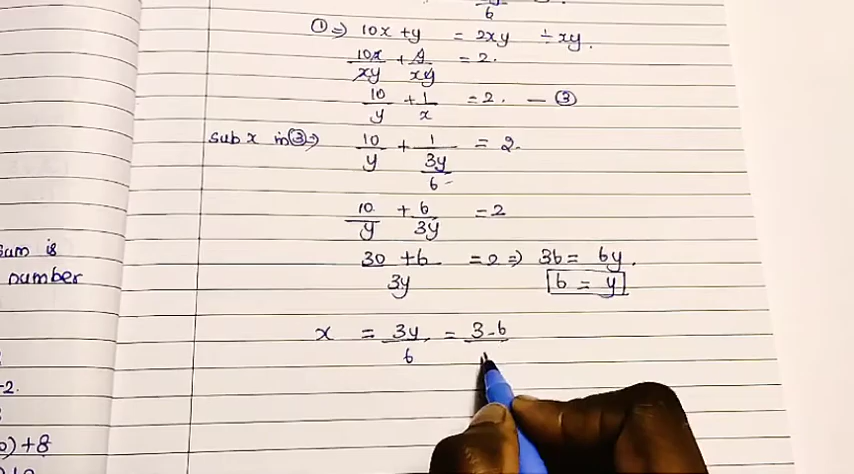 6
① ⇒ 10x + y = 2xy ÷ xy.
10x/xy + y/xy = 2.
10/y + 1/x = 2. — ③
Sub x in ③ ⇒ 10/y + 1/(3y/6) = 2.
10/y + 6/3y = 2
30 + 6/3y = 2 ⇒ 36 = 6y.
6 = y
x = 3y/6 = 3.6
sum is
number
-2.
) + 8